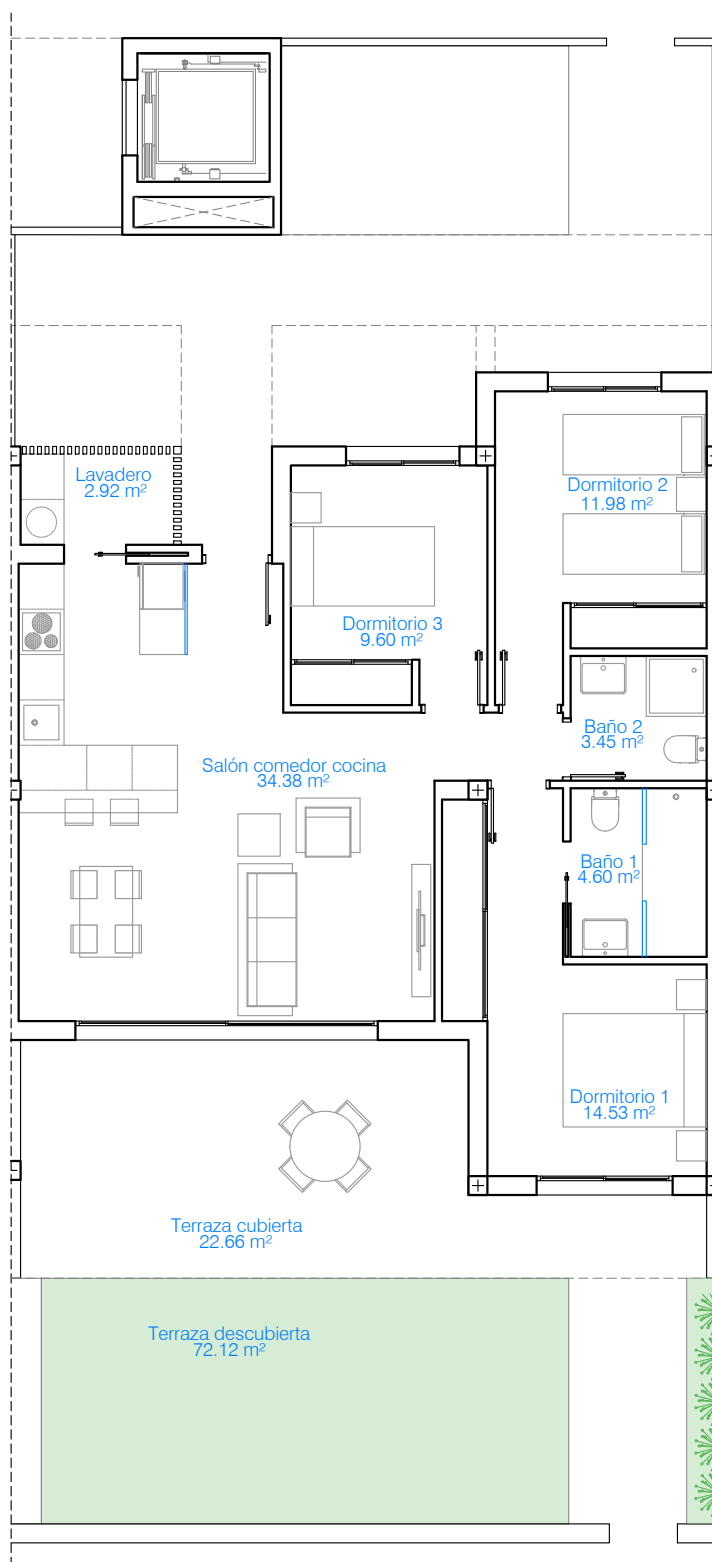 Lavadero
2.92 m²
Dormitorio 2
11.98 m²
Dormitorio 3
9.60 m²
Baño 2
3.45 m²
Salón comedor cocina
34.38 m²
Baño 1
4.60 m²
Dormitorio 1
14.53 m²
Terraza cubierta
22.66 m²
Terraza descubierta
72.12 m²